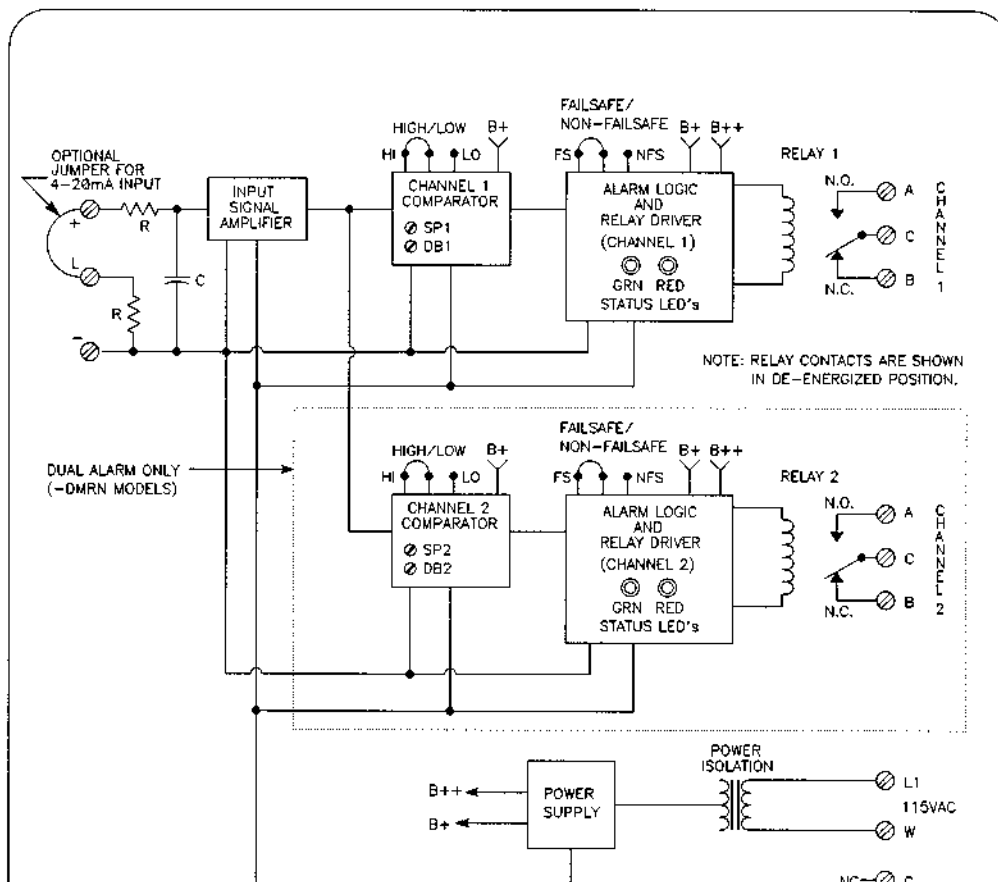 OPTIONAL
JUMPER FOR
4-20mA INPUT
+
L
-
R
R
C
INPUT
SIGNAL
AMPLIFIER
HIGH/LOW
B+
HI
LO
CHANNEL 1
COMPARATOR
SP1
DB1
FAILSAFE/
NON-FAILSAFE
B+ B++
FS
NFS
ALARM LOGIC
AND
RELAY DRIVER
(CHANNEL 1)
GRN RED
STATUS LED's
RELAY 1
N.O.
N.C.
A
C
B
CHANNEL 1
NOTE: RELAY CONTACTS ARE SHOWN
IN DE-ENERGIZED POSITION.
DUAL ALARM ONLY
(-DMRN MODELS)
HIGH/LOW
B+
HI
LO
CHANNEL 2
COMPARATOR
SP2
DB2
FAILSAFE/
NON-FAILSAFE
B+ B++
FS
NFS
ALARM LOGIC
AND
RELAY DRIVER
(CHANNEL 2)
GRN RED
STATUS LED's
RELAY 2
N.O.
N.C.
A
C
B
CHANNEL 2
B++
B+
POWER
SUPPLY
POWER
ISOLATION
L1
115VAC
W